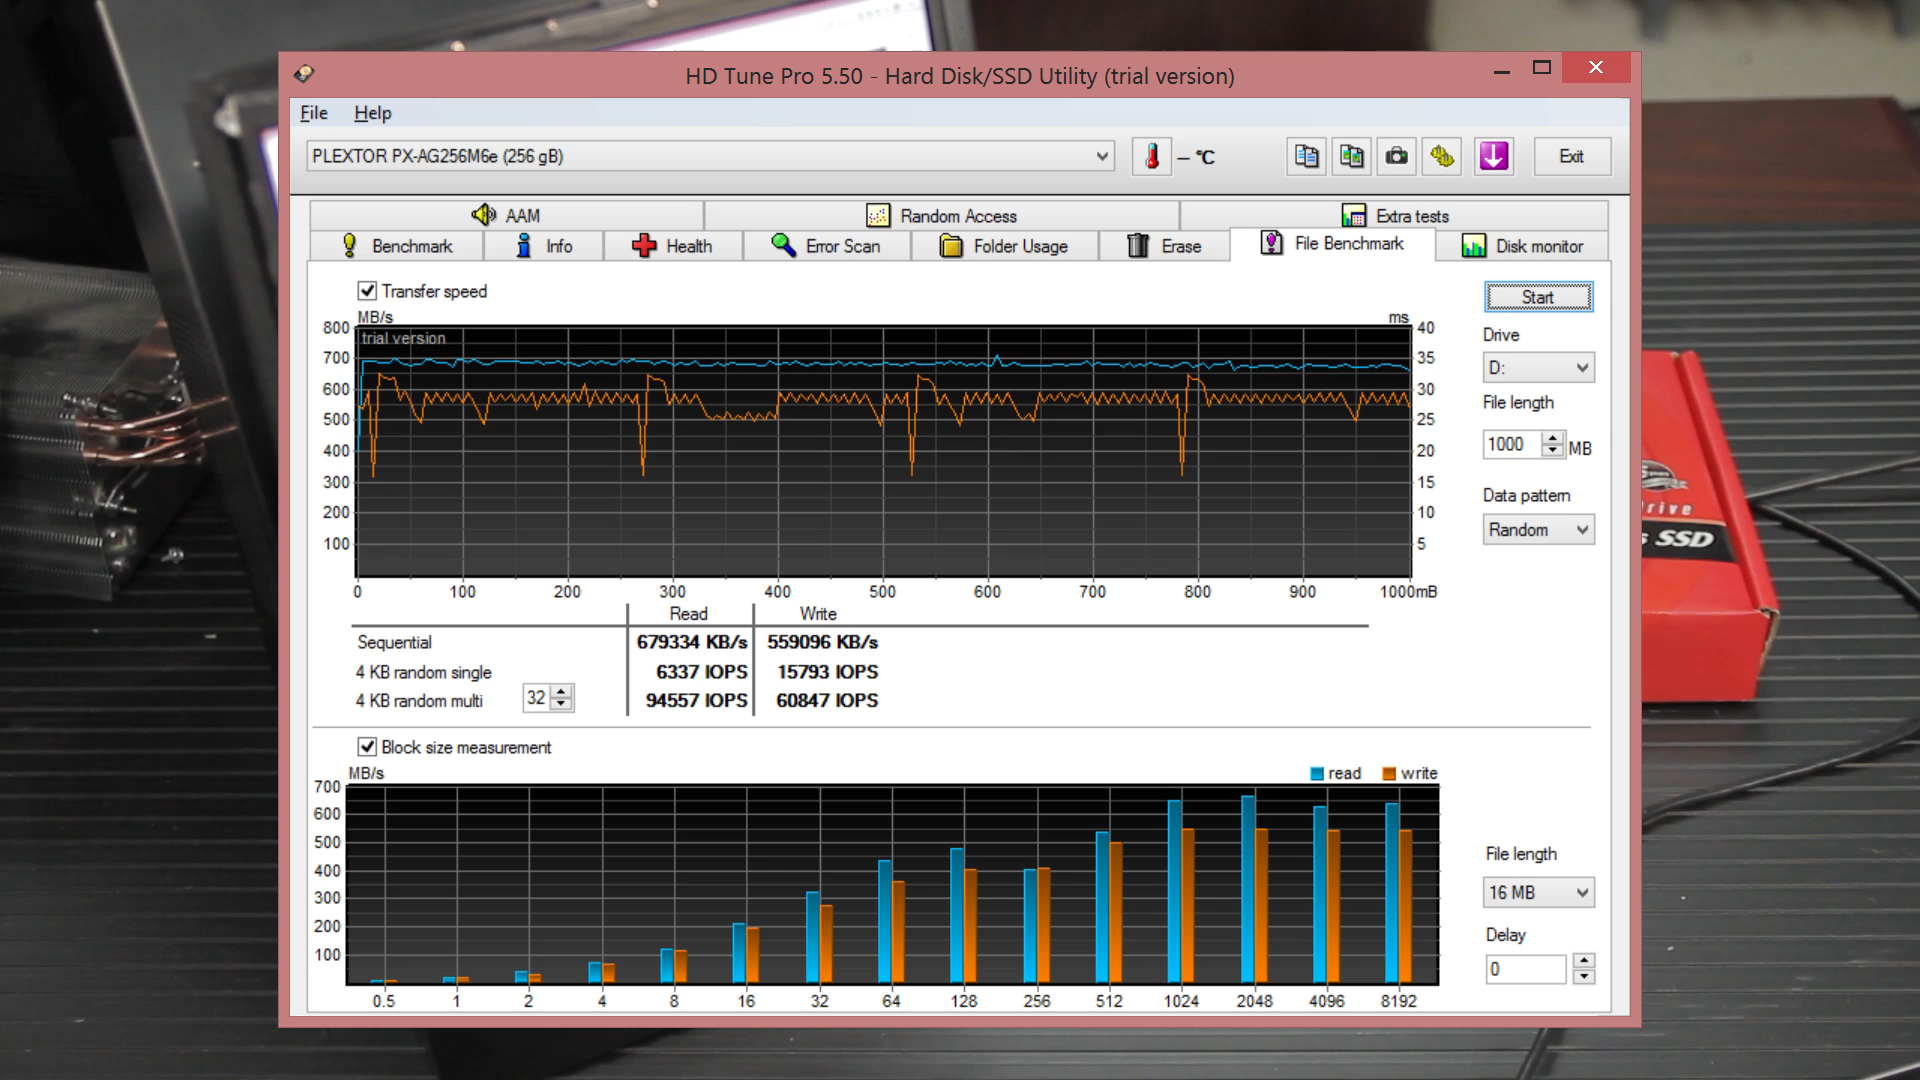 HD Tune Pro 5.50 - Hard Disk/SSD Utility (trial version)
File Help
PLEXTOR PX-AG256M6e (256 gB)
– °C
Exit
AAM Random Access Extra tests
Benchmark Info Health Error Scan Folder Usage Erase File Benchmark Disk monitor
Transfer speed
Start
MB/s ms
trial version
800 40
700 35
600 30
500 25
400 20
300 15
200 10
100 5
0 100 200 300 400 500 600 700 800 900 1000mB
Drive
D:
File length
1000 MB
Data pattern
Random
Read Write
Sequential 679334 KB/s 559096 KB/s
4 KB random single 6337 IOPS 15793 IOPS
4 KB random multi 32 94557 IOPS 60847 IOPS
Block size measurement
MB/s read write
700
600
500
400
300
200
100
0.5 1 2 4 8 16 32 64 128 256 512 1024 2048 4096 8192
File length
16 MB
Delay
0
rive
SSD